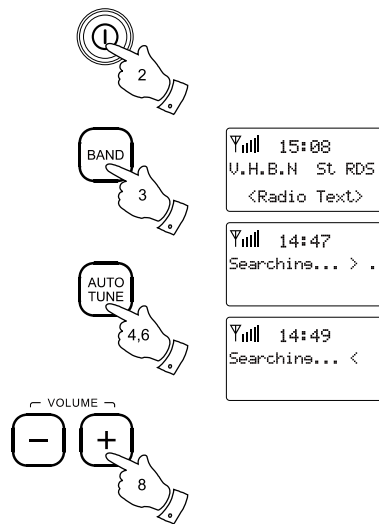 2
BAND
3
15:08
V.H.B.N St RDS
<Radio Text>
14:47
Searching... > .
AUTO
TUNE
4,6
14:49
Searching... <
VOLUME
− +
8